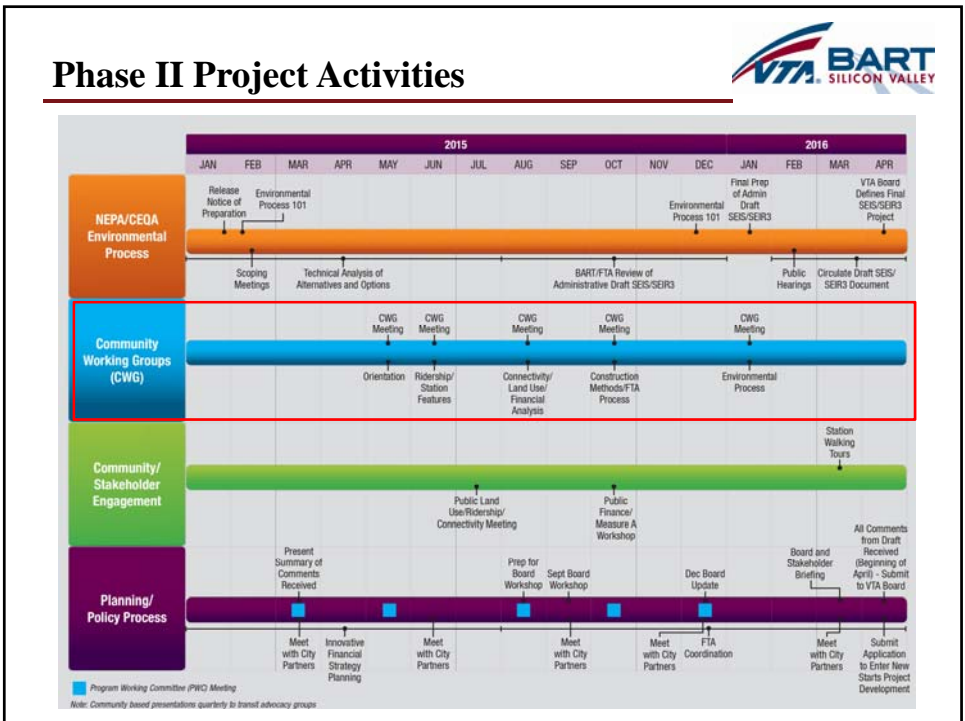 Phase II Project Activities
VTA. BART
SILICON VALLEY
2015
2016
JAN FEB MAR APR MAY JUN JUL AUG SEP OCT NOV DEC JAN FEB MAR APR
NEPA/CEQA
Environmental
Process
Release
Notice of
Preparation
Environmental
Process 101
Environmental
Process 101
Final Prep
of Admin
Draft
SEIS/SEIR3
VTA Board
Defines Final
SEIS/SEIR3
Project
Scoping
Meetings
Technical Analysis of
Alternatives and Options
BART/FTA Review of
Administrative Draft SEIS/SEIR3
Public
Hearings
Circulate Draft SEIS/
SEIR3 Document
Community
Working Groups
(CWG)
CWG
Meeting
CWG
Meeting
CWG
Meeting
CWG
Meeting
CWG
Meeting
Orientation
Ridership/
Station
Features
Connectivity/
Land Use/
Financial
Analysis
Construction
Methods/FTA
Process
Environmental
Process
Community/
Stakeholder
Engagement
Station
Walking
Tours
Public Land
Use/Ridership/
Connectivity Meeting
Public
Finance/
Measure A
Workshop
Planning/
Policy Process
Present
Summary of
Comments
Received
Prep for
Board
Workshop
Sept Board
Workshop
Dec Board
Update
Board and
Stakeholder
Briefing
All Comments
from Draft
Received
(Beginning of
April) - Submit
to VTA Board
Meet
with City
Partners
Innovative
Financial
Strategy
Planning
Meet
with City
Partners
Meet
with City
Partners
Meet
with City
Partners
FTA
Coordination
Meet
with City
Partners
Submit
Application
to Enter New
Starts Project
Development
Program Working Committee (PWC) Meeting
Note: Community based presentations quarterly to transit advocacy groups